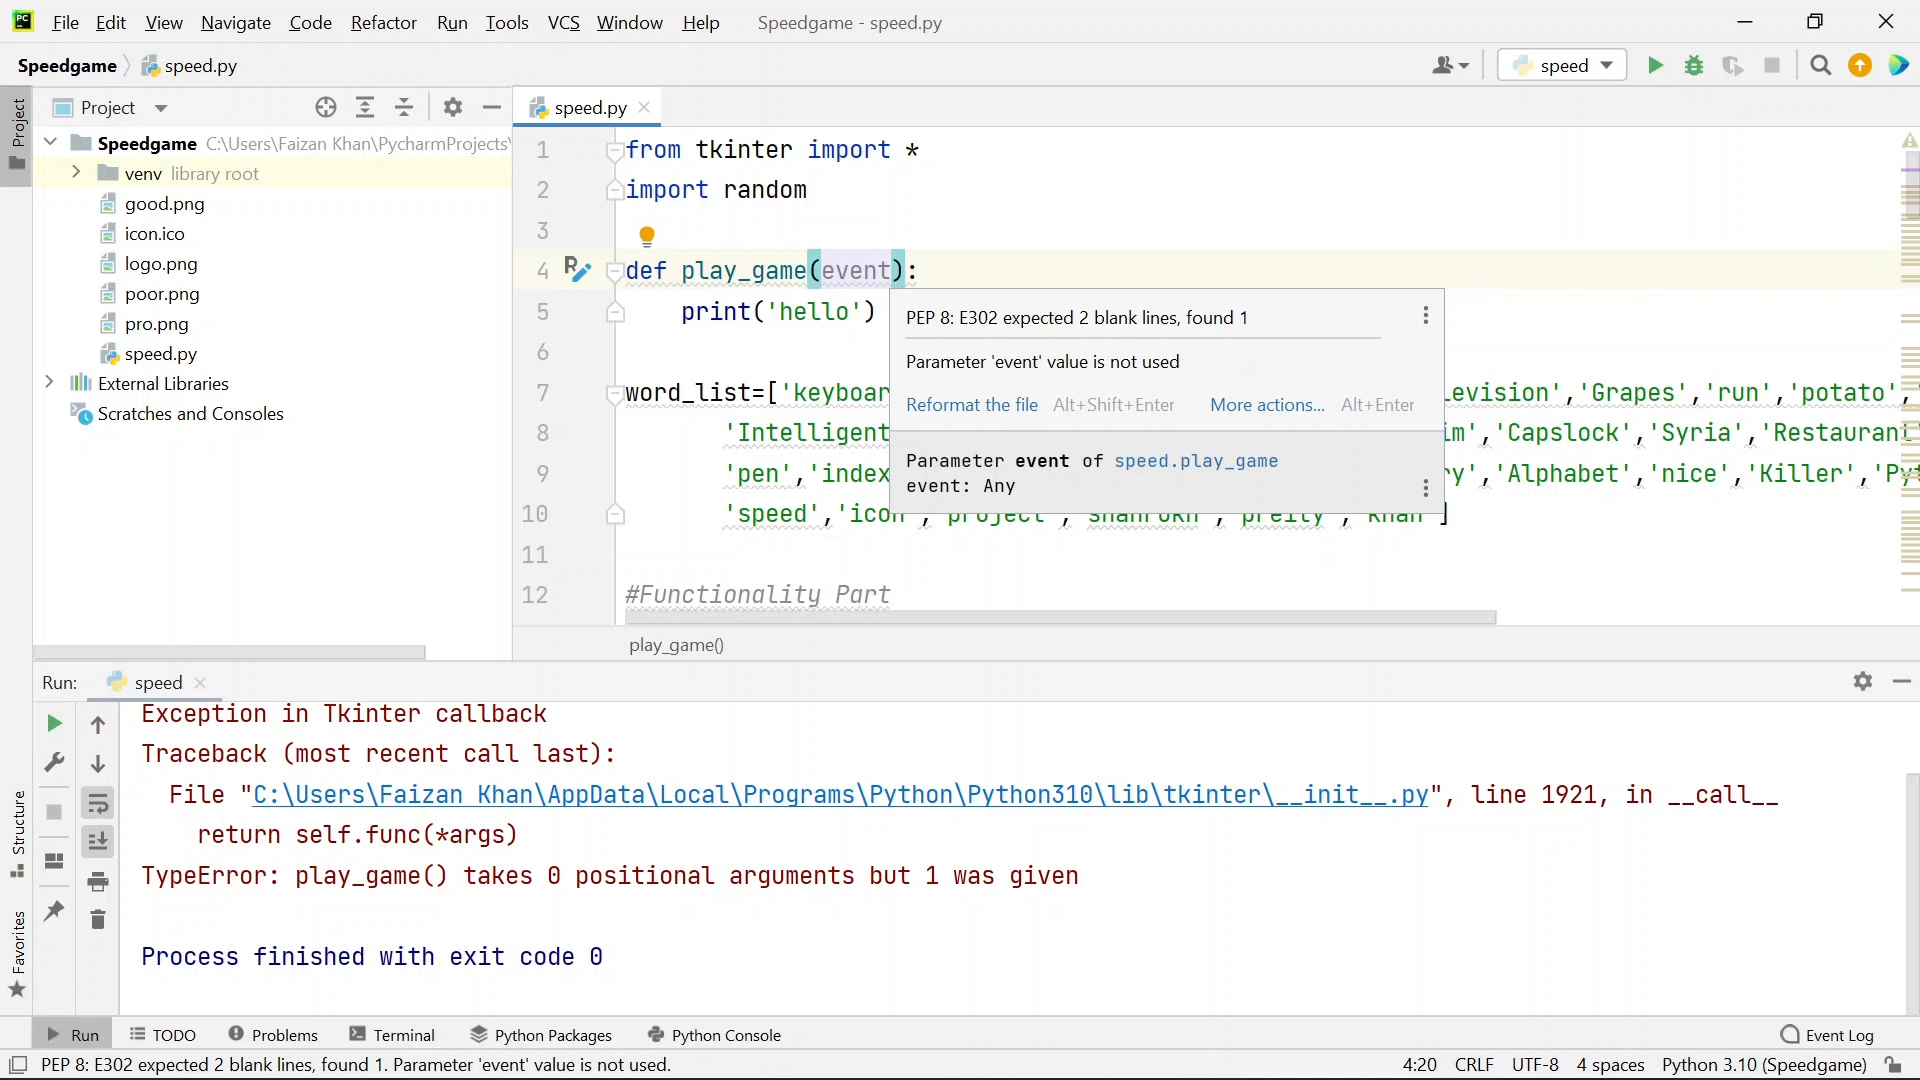 PC File Edit View Navigate Code Refactor Run Tools VCS Window Help Speedgame - speed.py
Speedgame speed.py speed
Project
Project
speed.py
Speedgame C:\Users\Faizan Khan\PycharmProjects\
venv library root
good.png
icon.ico
logo.png
poor.png
pro.png
speed.py
External Libraries
Scratches and Consoles
1 from tkinter import *
2 import random
3
4 def play_game(event):
5 print('hello')
6
7 word_list=['keyboar levision','Grapes','run','potato',
8 'Intelligent 'Capslock','Syria','Restaurant'
9 'pen','index 'Alphabet','nice','Killer',
10 'speed','icon','project','shahrukh','preity','khan']
11
12 #Functionality Part
PEP 8: E302 expected 2 blank lines, found 1
Parameter 'event' value is not used
Reformat the file Alt+Shift+Enter More actions... Alt+Enter
Parameter event of speed.play_game
event: Any
play_game()
Run: speed
Exception in Tkinter callback
Traceback (most recent call last):
File "C:\Users\Faizan Khan\AppData\Local\Programs\Python\Python310\lib\tkinter\__init__.py", line 1921, in __call__
return self.func(*args)
TypeError: play_game() takes 0 positional arguments but 1 was given
Process finished with exit code 0
Structure
Favorites
Run TODO Problems Terminal Python Packages Python Console Event Log
PEP 8: E302 expected 2 blank lines, found 1. Parameter 'event' value is not used. 4:20 CRLF UTF-8 4 spaces Python 3.10 (Speedgame)